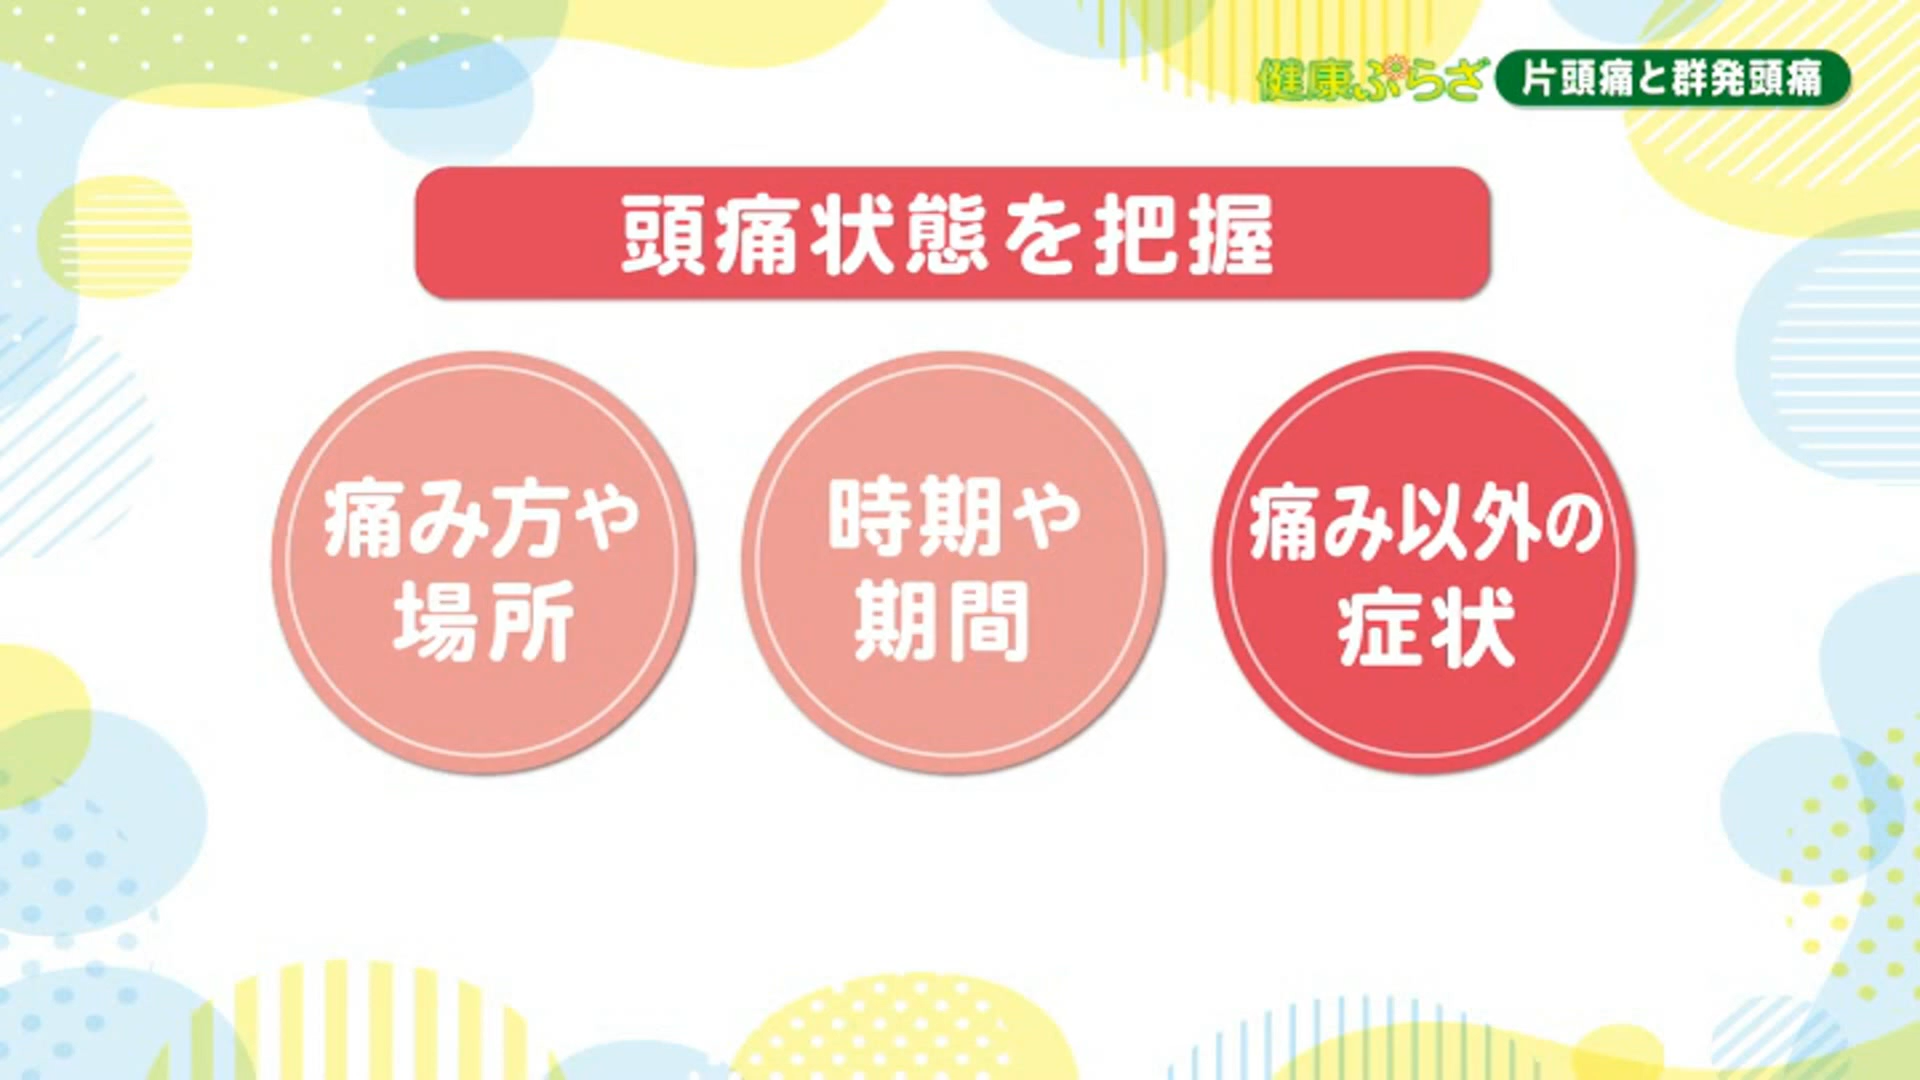 健康ぷらざ 片頭痛と群発頭痛
頭痛状態を把握
痛み方や
場所
時期や
期間
痛み以外の
症状